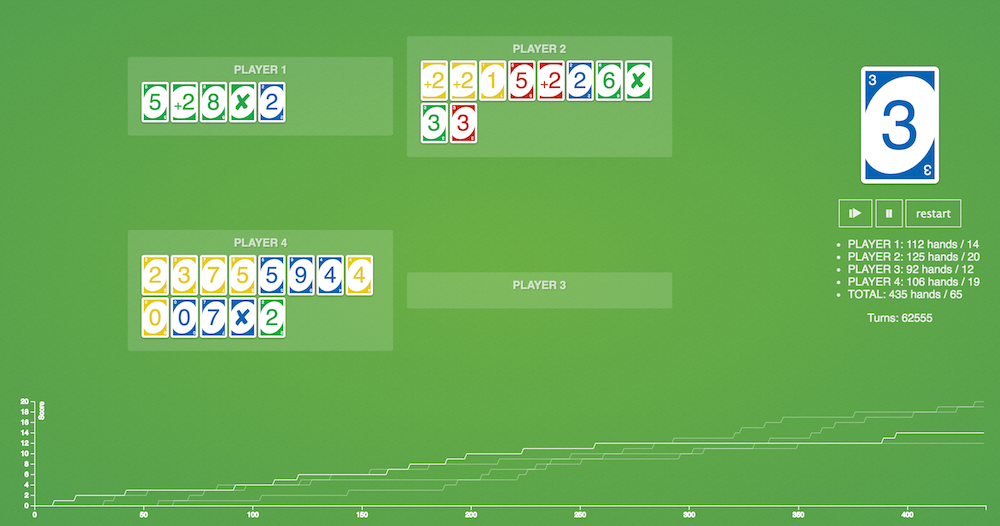 PLAYER 1
5 +2 8 ✘ 2
PLAYER 2
+2 +2 1 5 +2 2 6 ✘
3 3
3
3
3
restart
PLAYER 1: 112 hands / 14
PLAYER 2: 125 hands / 20
PLAYER 3: 92 hands / 12
PLAYER 4: 106 hands / 19
TOTAL: 435 hands / 65
Turns: 62555
PLAYER 4
2 3 7 5 5 9 4 4
0 0 7 ✘ 2
PLAYER 3
Score
20
18
16
14
12
10
8
6
4
2
0
0 50 100 150 200 250 300 350 400